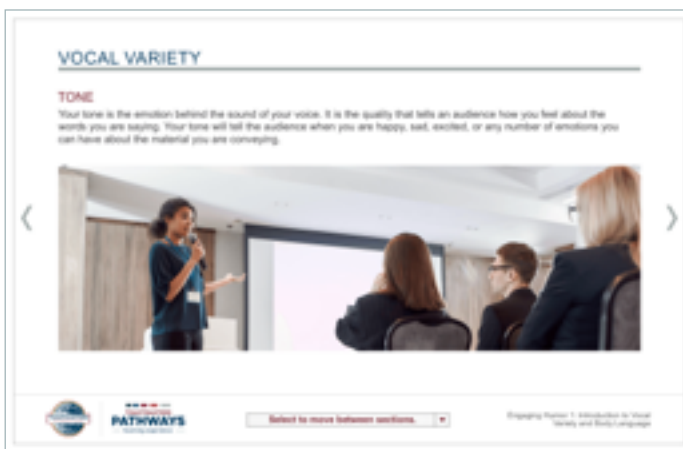 VOCAL VARIETY
TONE
Your tone is the emotion behind the sound of your voice. It is the quality that tells an audience how you feel about the
words you are saying. Your tone will tell the audience when you are happy, sad, excited, or any number of emotions you
can have about the material you are conveying.
PATHWAYS
Select to move between sections.
Engaging Humor 1: Introduction to Vocal
Variety and Body Language